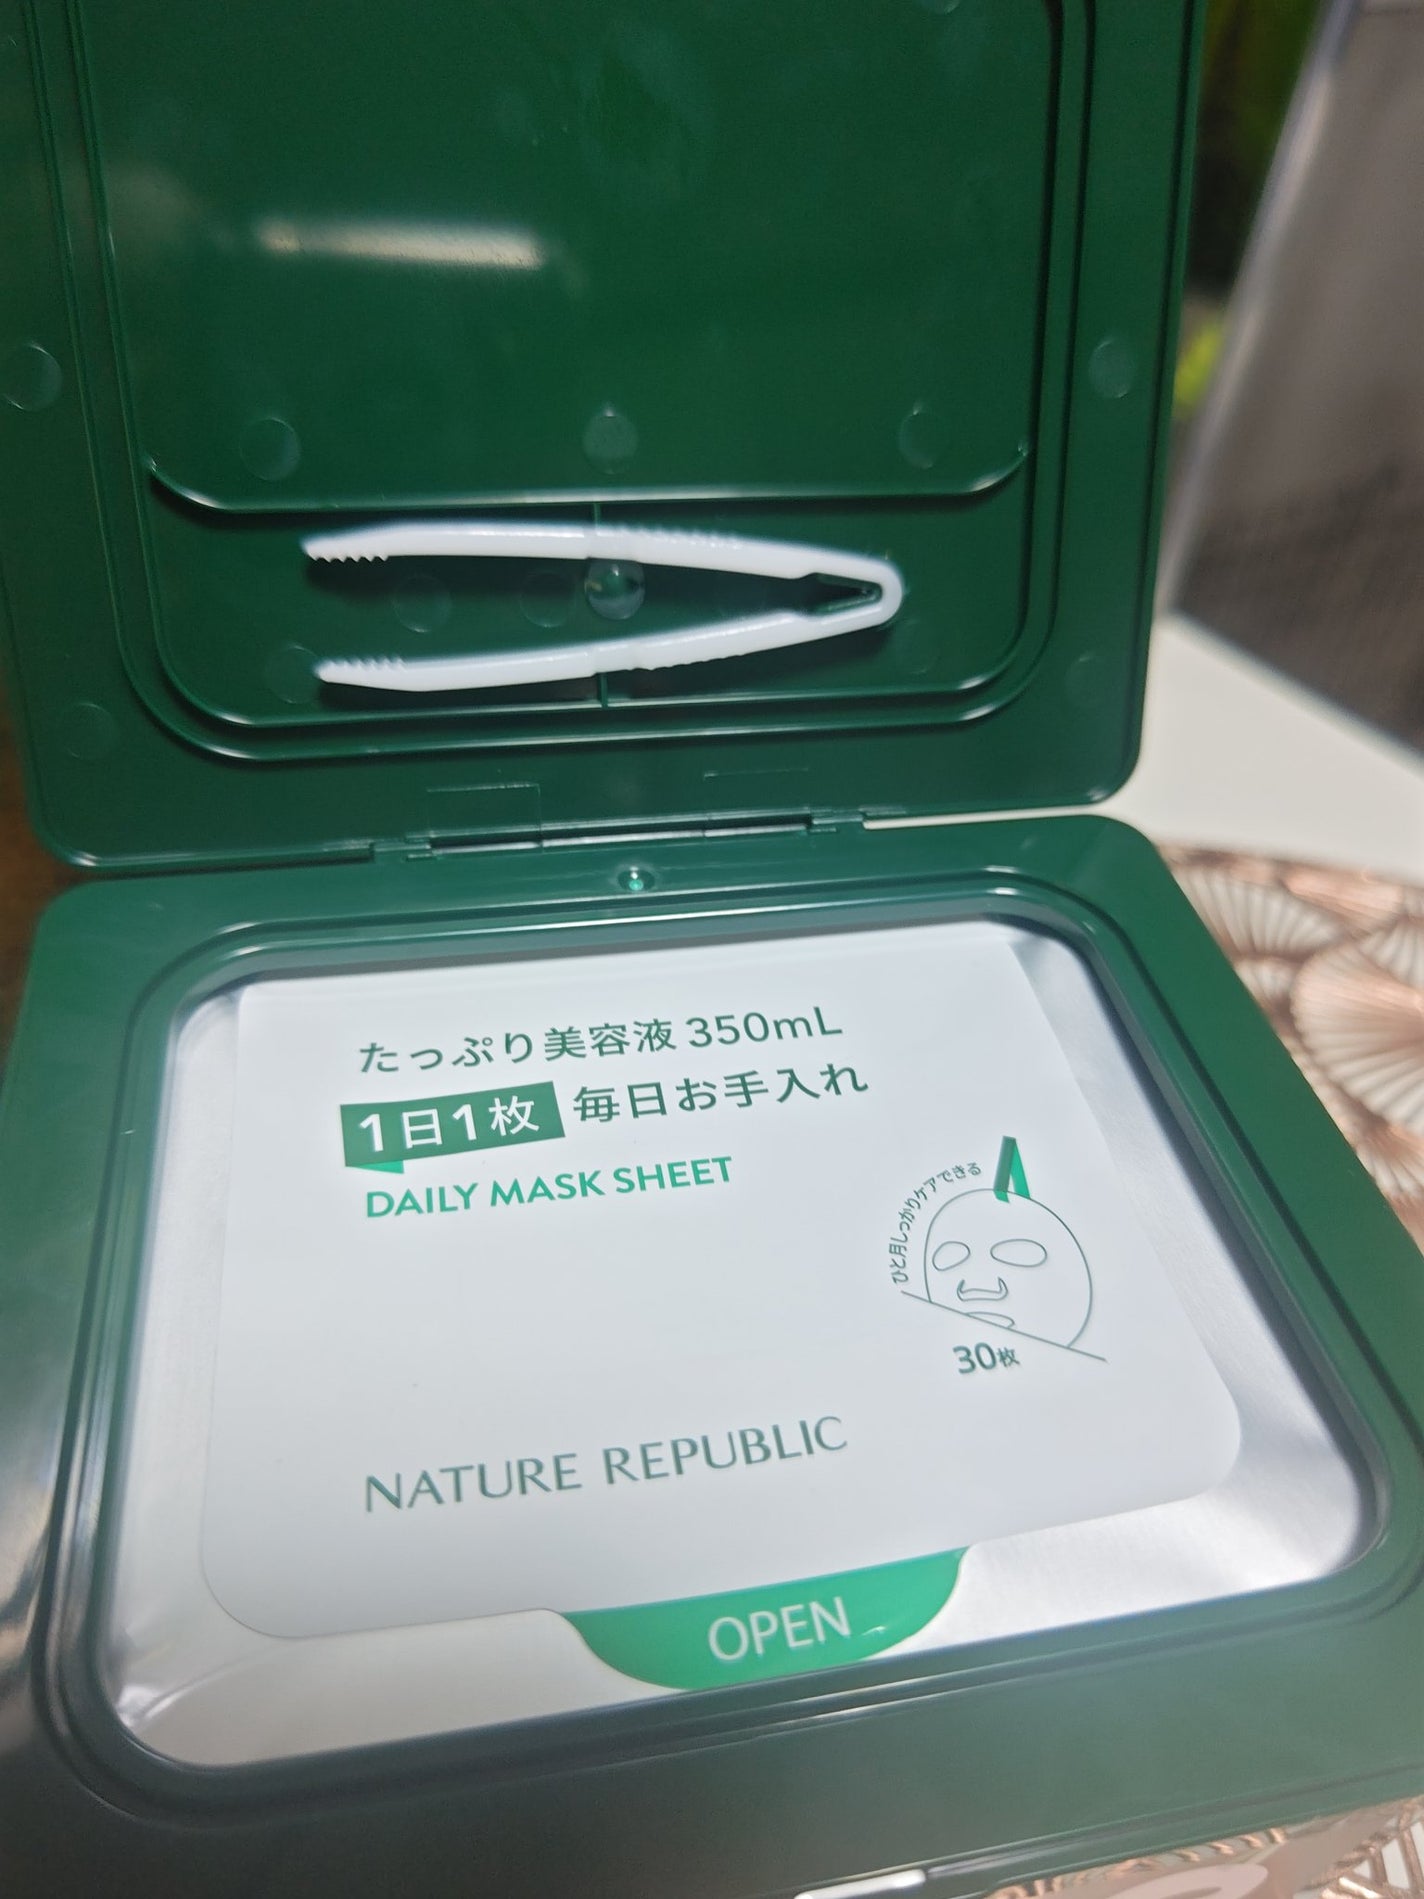 たっぷり美容液 350mL
1日1枚 毎日お手入れ
DAILY MASK SHEET
ひと月しっかりケアできる
30枚
NATURE REPUBLIC
OPEN